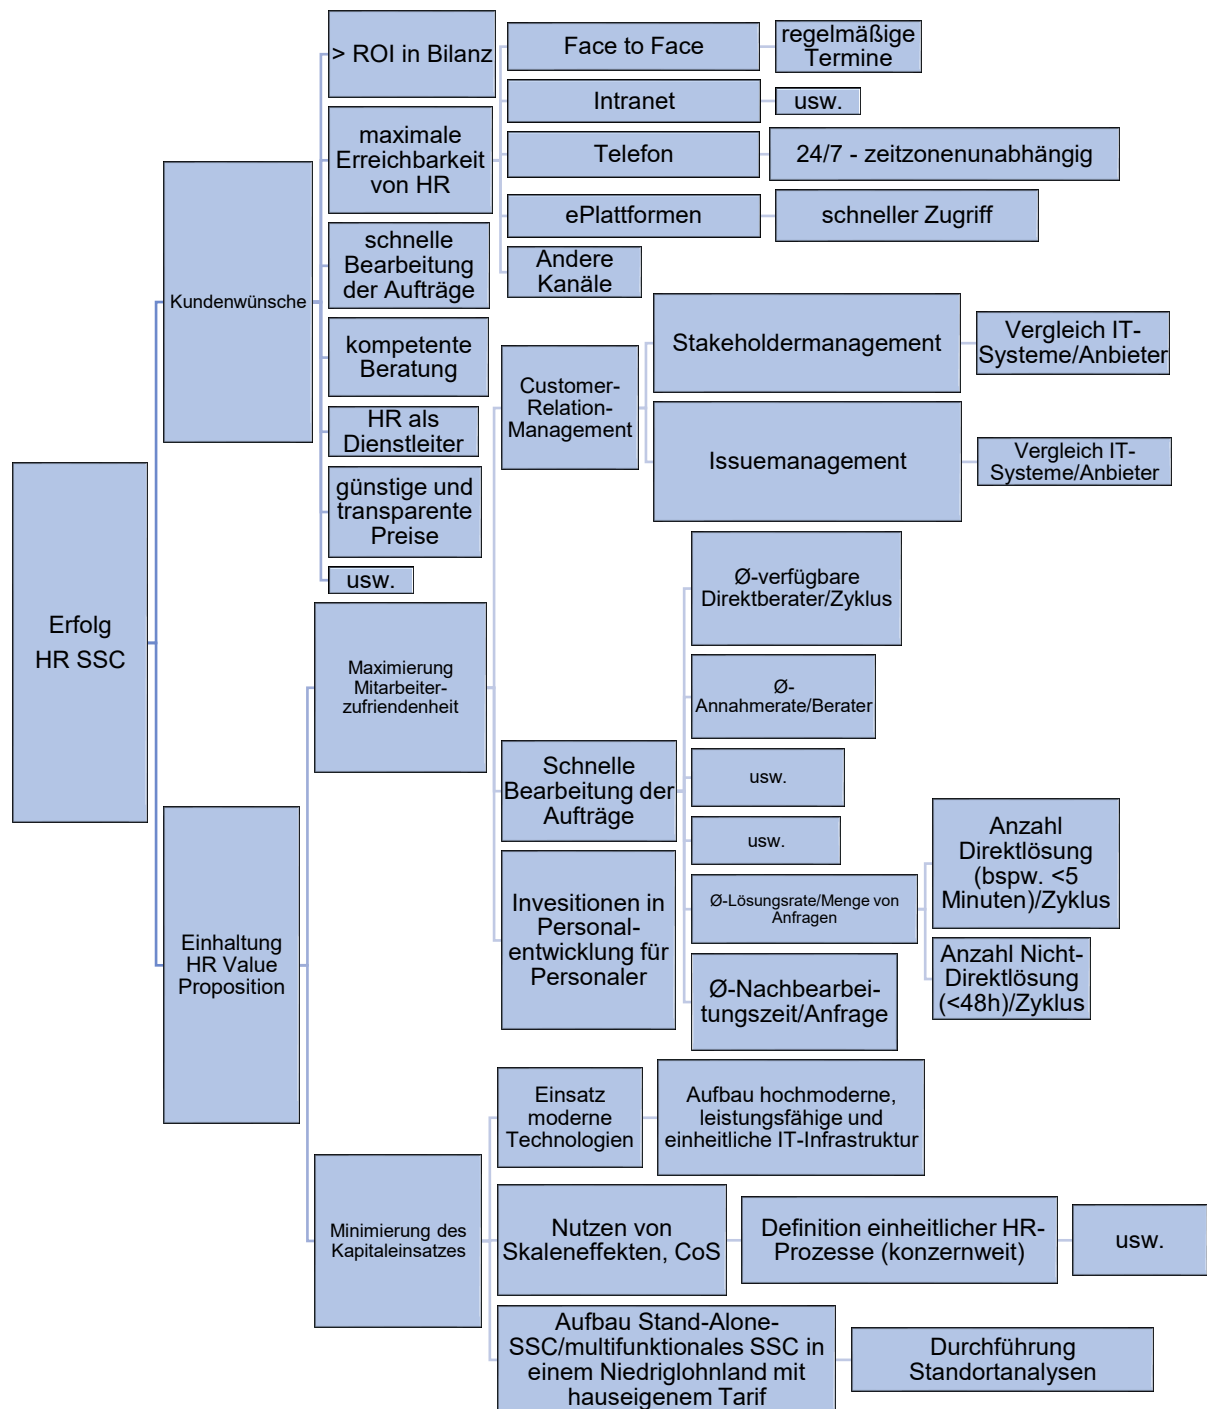 Erfolg
HR SSC
Kundenwünsche
> ROI in Bilanz
maximale
Erreichbarkeit
von HR
Face to Face
regelmäßige
Termine
Intranet
usw.
Telefon
24/7 - zeitzonenunabhängig
ePlattformen
schneller Zugriff
Andere
Kanäle
schnelle
Bearbeitung
der Aufträge
kompetente
Beratung
HR als
Dienstleiter
günstige und
transparente
Preise
usw.
Einhaltung
HR Value
Proposition
Maximierung
Mitarbeiter-
zufriendenheit
Customer-
Relation-
Management
Stakeholdermanagement
Vergleich IT-
Systeme/Anbieter
Issuemanagement
Vergleich IT-
Systeme/Anbieter
Schnelle
Bearbeitung der
Aufträge
Ø-verfügbare
Direktberater/Zyklus
Ø-
Annahmerate/Berater
usw.
usw.
Ø-Lösungsrate/Menge von
Anfragen
Anzahl
Direktlösung
(bspw. <5
Minuten)/Zyklus
Anzahl Nicht-
Direktlösung
(<48h)/Zyklus
Ø-Nachbearbei-
tungszeit/Anfrage
Invesitionen in
Personal-
entwicklung für
Personaler
Minimierung des
Kapitaleinsatzes
Einsatz
moderne
Technologien
Aufbau hochmoderne,
leistungsfähige und
einheitliche IT-Infrastruktur
Nutzen von
Skaleneffekten, CoS
Definition einheitlicher HR-
Prozesse (konzernweit)
usw.
Aufbau Stand-Alone-
SSC/multifunktionales SSC in
einem Niedriglohnland mit
hauseigenem Tarif
Durchführung
Standortanalysen